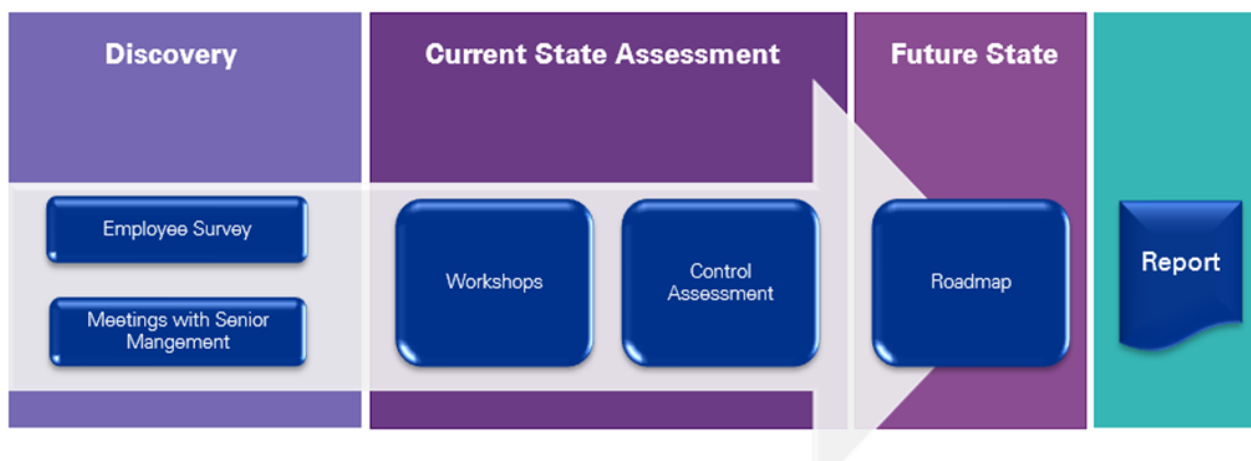 Discovery
Current State Assessment
Future State
Employee Survey
Meetings with Senior
Mangement
Workshops
Control
Assessment
Roadmap
Report